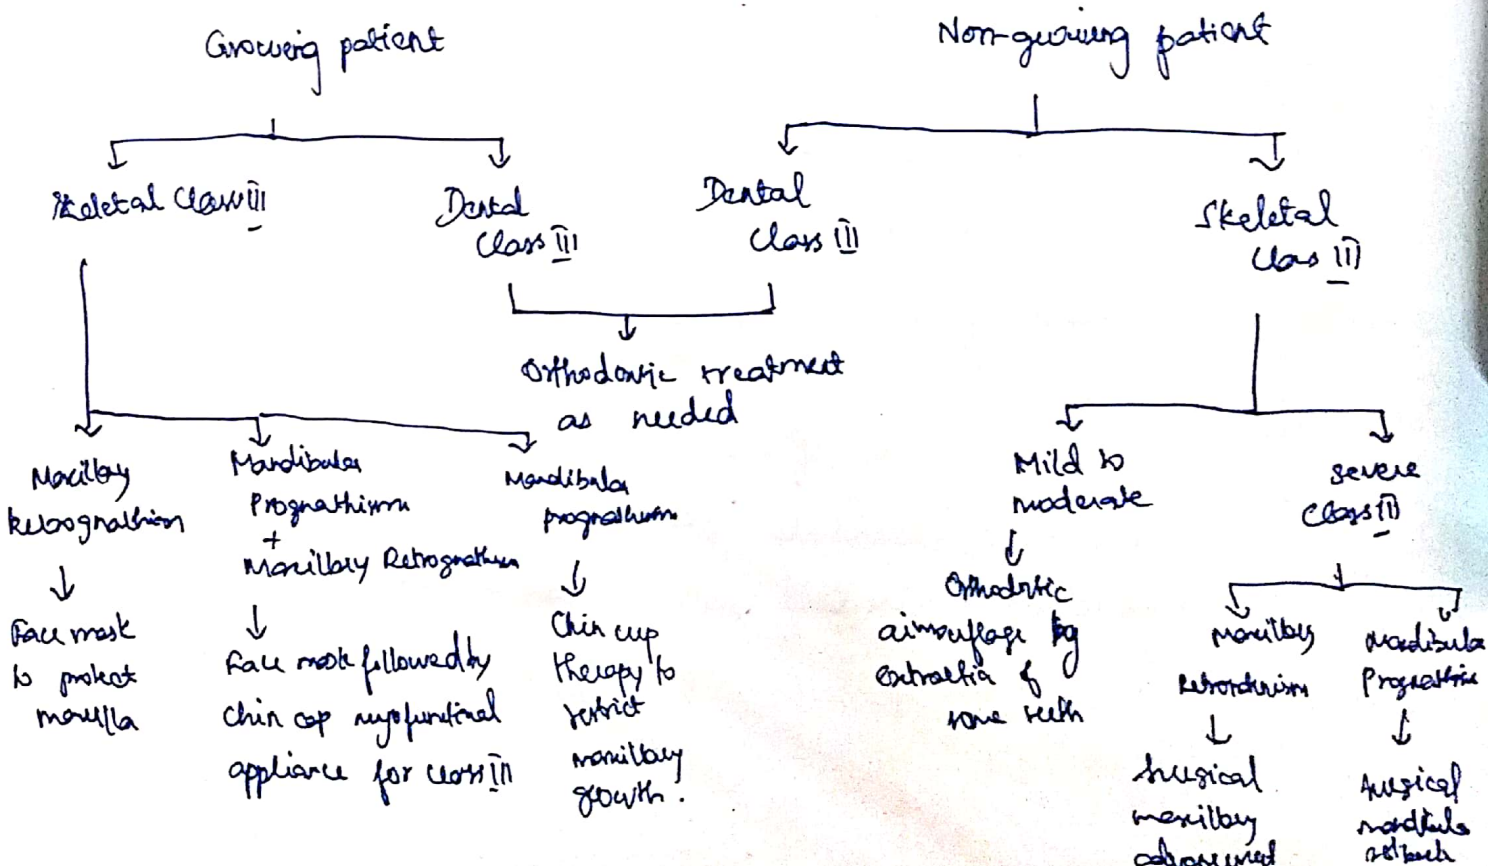 Growing patient
Non-growing patient
Skeletal Class III
Dental
Class III
Dental
Class III
Skeletal
Class III
Orthodontic treatment
as needed
Maxillary
Retrognathism
Mandibular
Prognathism
+
Maxillary Retrognathism
Mandibular
prognathism
Mild to
moderate
severe
Class III
Face mask
to protect
maxilla
Face mask followed by
Chin cap myofunctional
appliance for Class III
Chin cup
therapy to
restrict
maxillary
growth.
Orthodontic
camouflage by
extraction of
some teeth
Maxillary
Mandibular
Prognathism
Surgical
maxillary
advancement
Surgical
mandibular
setback